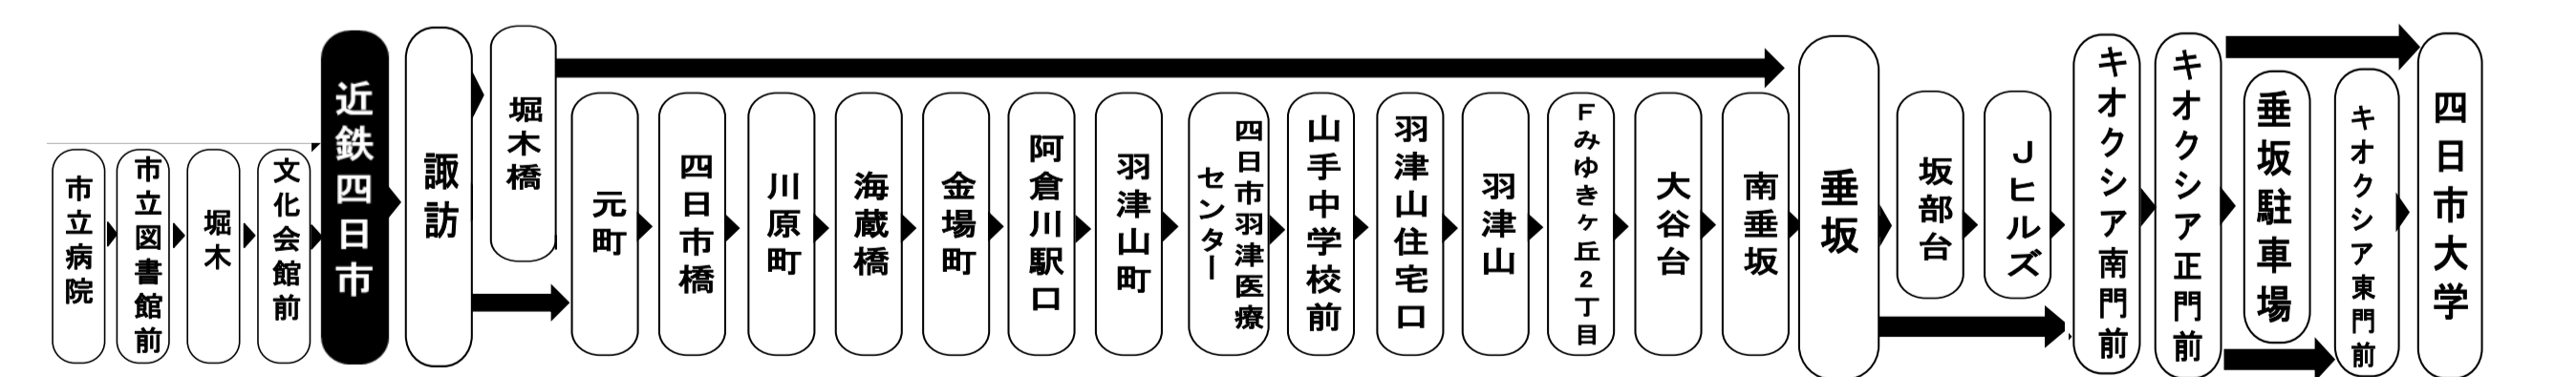 市立病院
市立図書館前
堀木
文化会館前
近鉄四日市
諏訪
堀木橋
元町
四日市橋
川原町
海蔵橋
金場町
阿倉川駅口
羽津山町
四日市羽津医療
センター
山手中学校前
羽津山住宅口
羽津山
Fみゆきヶ丘2丁目
大谷台
南垂坂
垂坂
坂部台
Jヒルズ
キオクシア南門前
キオクシア正門前
垂坂駐車場
キオクシア東門前
四日市大学